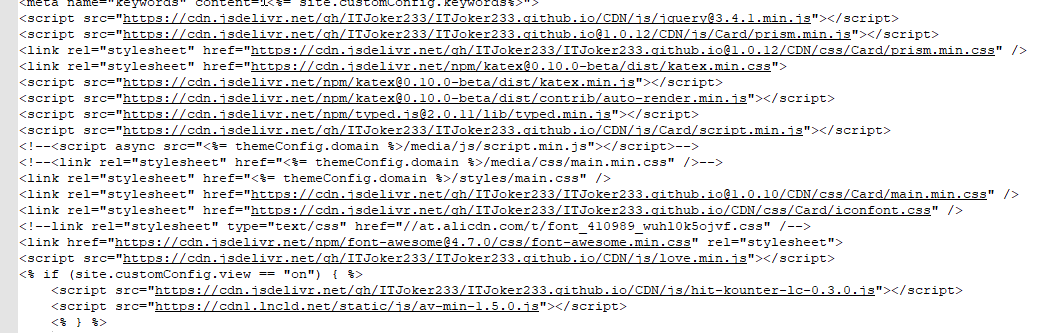 <meta name="keywords" content="<%= site.customConfig.keywords%>">
<script src="https://cdn.jsdelivr.net/gh/ITJoker233/ITJoker233.github.io/CDN/js/jquery@3.4.1.min.js"></script>
<script src="https://cdn.jsdelivr.net/gh/ITJoker233/ITJoker233.github.io@1.0.12/CDN/js/Card/prism.min.js"></script>
<link rel="stylesheet" href="https://cdn.jsdelivr.net/gh/ITJoker233/ITJoker233.github.io@1.0.12/CDN/css/Card/prism.min.css" />
<link rel="stylesheet" href="https://cdn.jsdelivr.net/npm/katex@0.10.0-beta/dist/katex.min.css">
<script src="https://cdn.jsdelivr.net/npm/katex@0.10.0-beta/dist/katex.min.js"></script>
<script src="https://cdn.jsdelivr.net/npm/katex@0.10.0-beta/dist/contrib/auto-render.min.js"></script>
<script src="https://cdn.jsdelivr.net/npm/typed.js@2.0.11/lib/typed.min.js"></script>
<script src="https://cdn.jsdelivr.net/gh/ITJoker233/ITJoker233.github.io/CDN/js/Card/script.min.js"></script>
<!--<script async src="<%= themeConfig.domain %>/media/js/script.min.js"></script>-->
<!--<link rel="stylesheet" href="<%= themeConfig.domain %>/media/css/main.min.css" />-->
<link rel="stylesheet" href="<%= themeConfig.domain %>/styles/main.css" />
<link rel="stylesheet" href="https://cdn.jsdelivr.net/gh/ITJoker233/ITJoker233.github.io@1.0.10/CDN/css/Card/main.min.css" />
<link rel="stylesheet" href="https://cdn.jsdelivr.net/gh/ITJoker233/ITJoker233.github.io/CDN/css/Card/iconfont.css" />
<!--link rel="stylesheet" type="text/css" href="//at.alicdn.com/t/font_410989_wuhl0k5ojvf.css" /-->
<link href="https://cdn.jsdelivr.net/npm/font-awesome@4.7.0/css/font-awesome.min.css" rel="stylesheet">
<script src="https://cdn.jsdelivr.net/gh/ITJoker233/ITJoker233.github.io/CDN/js/love.min.js"></script>
<% if (site.customConfig.view == "on") { %>
<script src="https://cdn.jsdelivr.net/gh/ITJoker233/ITJoker233.github.io/CDN/js/hit-kounter-lc-0.3.0.js"></script>
<script src="https://cdn1.lncld.net/static/js/av-min-1.5.0.js"></script>
<% } %>